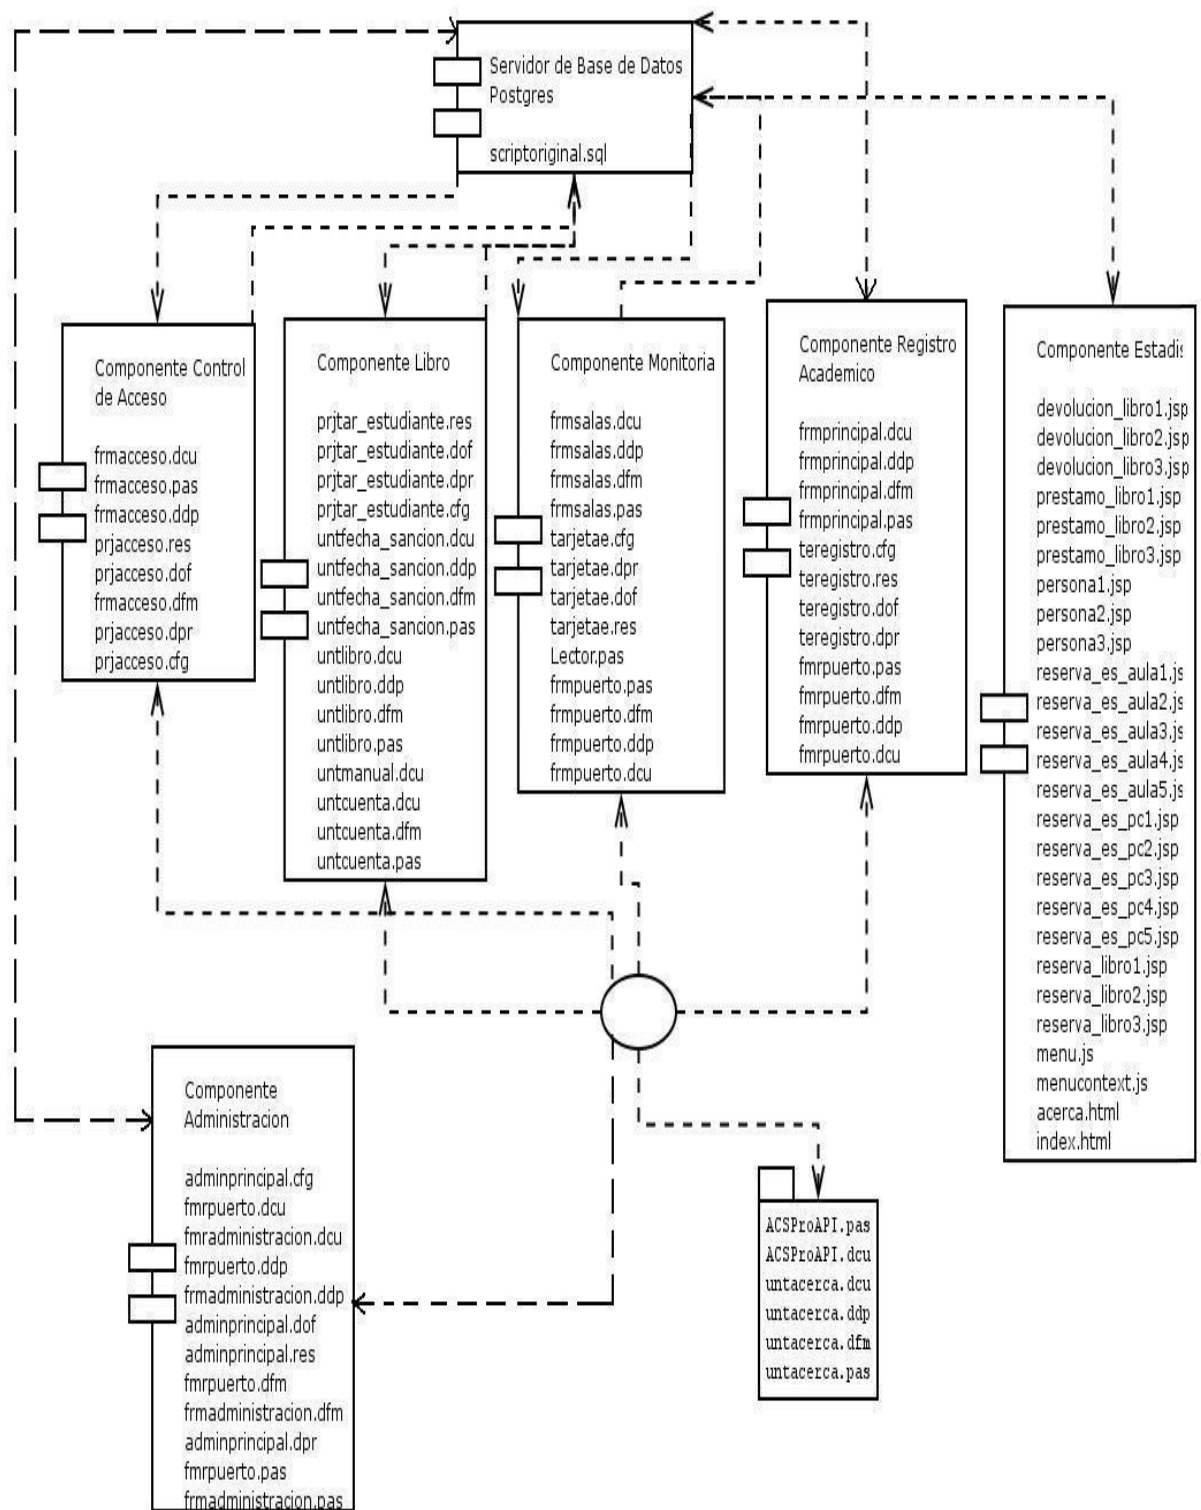 Servidor de Base de Datos
Postgres
scriptoriginal.sql
Componente Control
de Acceso
frmacceso.dcu
frmacceso.pas
frmacceso.ddp
prjacceso.res
prjacceso.dof
frmacceso.dfm
prjacceso.dpr
prjacceso.cfg
Componente Libro
prjtar_estudiante.res
prjtar_estudiante.dof
prjtar_estudiante.dpr
prjtar_estudiante.cfg
untfecha_sancion.dcu
untfecha_sancion.ddp
untfecha_sancion.dfm
untfecha_sancion.pas
untlibro.dcu
untlibro.ddp
untlibro.dfm
untlibro.pas
untmanual.dcu
untcuenta.dcu
untcuenta.dfm
untcuenta.pas
Componente Monitoria
frmsalas.dcu
frmsalas.ddp
frmsalas.dfm
frmsalas.pas
tarjetae.cfg
tarjetae.dpr
tarjetae.dof
tarjetae.res
Lector.pas
frmpuerto.pas
frmpuerto.dfm
frmpuerto.ddp
frmpuerto.dcu
Componente Registro
Academico
frmprincipal.dcu
frmprincipal.ddp
frmprincipal.dfm
frmprincipal.pas
teregistro.cfg
teregistro.res
teregistro.dof
teregistro.dpr
fmrpuerto.pas
fmrpuerto.dfm
fmrpuerto.ddp
fmrpuerto.dcu
Componente Estadis
devolucion_libro1.jsp
devolucion_libro2.jsp
devolucion_libro3.jsp
prestamo_libro1.jsp
prestamo_libro2.jsp
prestamo_libro3.jsp
persona1.jsp
persona2.jsp
persona3.jsp
reserva_es_aula1.js
reserva_es_aula2.js
reserva_es_aula3.js
reserva_es_aula4.js
reserva_es_aula5.js
reserva_es_pc1.jsp
reserva_es_pc2.jsp
reserva_es_pc3.jsp
reserva_es_pc4.jsp
reserva_es_pc5.jsp
reserva_libro1.jsp
reserva_libro2.jsp
reserva_libro3.jsp
menu.js
menucontext.js
acerca.html
index.html
Componente
Administracion
adminprincipal.cfg
fmrpuerto.dcu
fmradministracion.dcu
fmrpuerto.ddp
frmadministracion.ddp
adminprincipal.dof
adminprincipal.res
fmrpuerto.dfm
frmadministracion.dfm
adminprincipal.dpr
fmrpuerto.pas
frmadministracion.pas
ACSProAPI.pas
ACSProAPI.dcu
untacerca.dcu
untacerca.ddp
untacerca.dfm
untacerca.pas